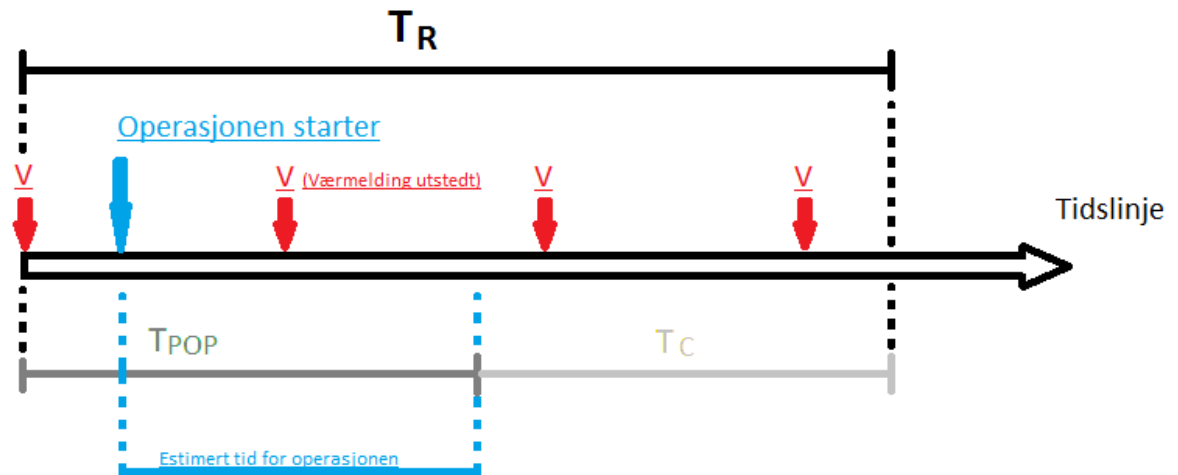 TR
Operasjonen starter
V
V (Værmelding utstedt)
V
V
Tidslinje
TPOP
TC
Estimert tid for operasjonen